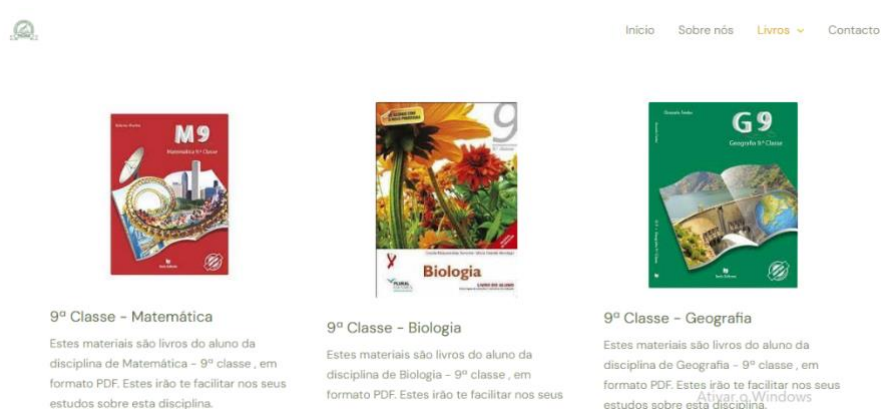 Início Sobre nós Livros Contacto
M9
Matemática 9ª Classe
9
Biologia
PLURAL
LIVRO DO ALUNO
G9
Geografia 9ª Classe
9ª Classe - Matemática
Estes materiais são livros do aluno da
disciplina de Matemática - 9ª classe , em
formato PDF. Estes irão te facilitar nos seus
estudos sobre esta disciplina.
9ª Classe - Biologia
Estes materiais são livros do aluno da
disciplina de Biologia - 9ª classe , em
formato PDF. Estes irão te facilitar nos seus
9ª Classe - Geografia
Estes materiais são livros do aluno da
disciplina de Geografia - 9ª classe , em
formato PDF. Estes irão te facilitar nos seus
estudos sobre esta disciplina.
Ativar o Windows